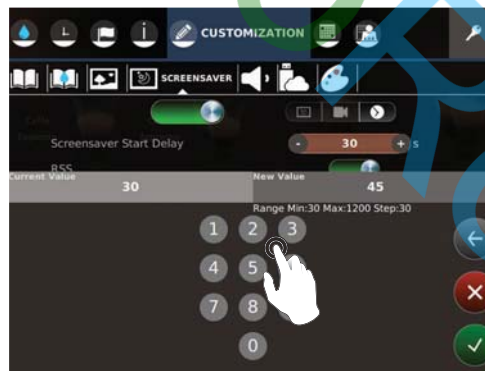 CUSTOMIZATION
SCREENSAVER
Screensaver Start Delay
- 30 + s
RSS
Current Value
30
New Value
45
Range Min:30 Max:1200 Step:30
1 2 3
4 5
7 8
0